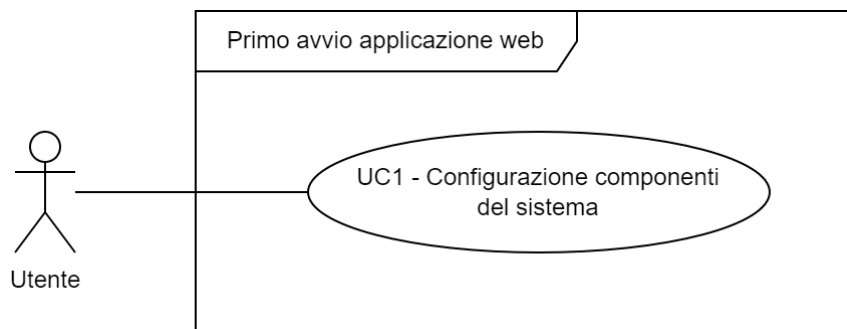 Primo avvio applicazione web
UC1 - Configurazione componenti
del sistema
Utente